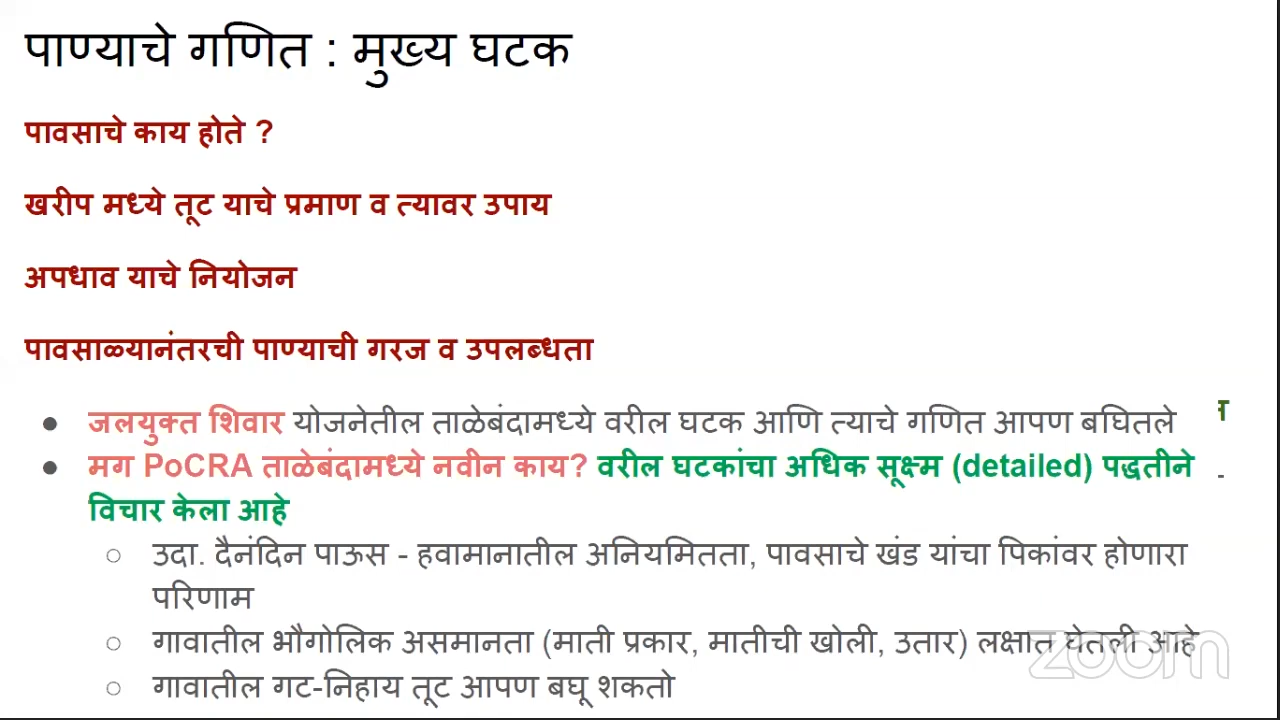 पाण्याचे गणित : मुख्य घटक
पावसाचे काय होते ?
खरीप मध्ये तूट याचे प्रमाण व त्यावर उपाय
अपधाव याचे नियोजन
पावसाळ्यानंतरची पाण्याची गरज व उपलब्धता
● जलयुक्त शिवार योजनेतील ताळेबंदामध्ये वरील घटक आणि त्याचे गणित आपण बघितले
● मग PoCRA ताळेबंदामध्ये नवीन काय? वरील घटकांचा अधिक सूक्ष्म (detailed) पद्धतीने
विचार केला आहे
○ उदा. दैनंदिन पाऊस - हवामानातील अनियमितता, पावसाचे खंड यांचा पिकांवर होणारा
परिणाम
○ गावातील भौगोलिक असमानता (माती प्रकार, मातीची खोली, उतार) लक्षात घेतली आहे
○ गावातील गट-निहाय तूट आपण बघू शकतो
zoom